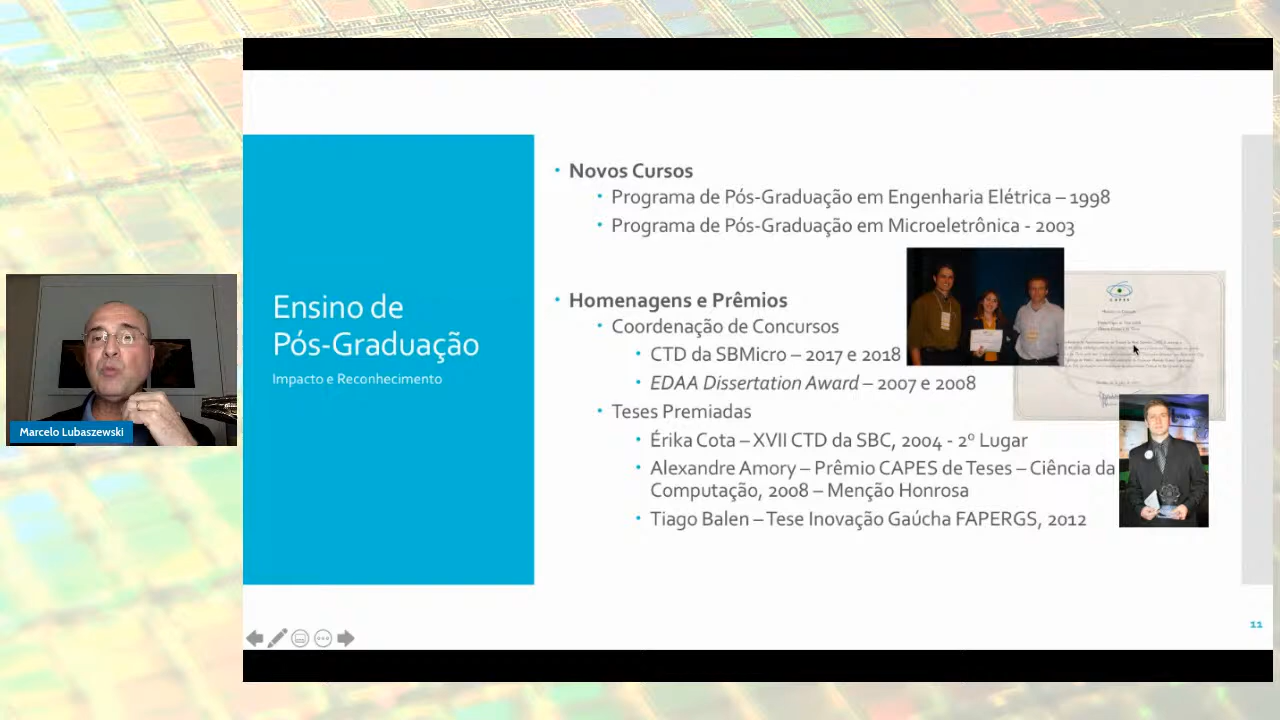 Ensino de
Pós-Graduação
Impacto e Reconhecimento
• Novos Cursos
• Programa de Pós-Graduação em Engenharia Elétrica – 1998
• Programa de Pós-Graduação em Microeletrônica - 2003
• Homenagens e Prêmios
• Coordenação de Concursos
• CTD da SBMicro – 2017 e 2018
• EDAA Dissertation Award – 2007 e 2008
• Teses Premiadas
• Érika Cota – XVII CTD da SBC, 2004 - 2º Lugar
• Alexandre Amory – Prêmio CAPES de Teses – Ciência da
Computação, 2008 – Menção Honrosa
• Tiago Balen – Tese Inovação Gaúcha FAPERGS, 2012
CAPES
Marcelo Lubaszewski
11